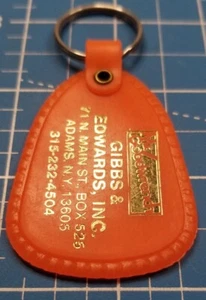 GIBBS &
EDWARDS, INC.
71 N. MAIN ST., BOX 525
ADAMS, N.Y. 13605
315-232-4504